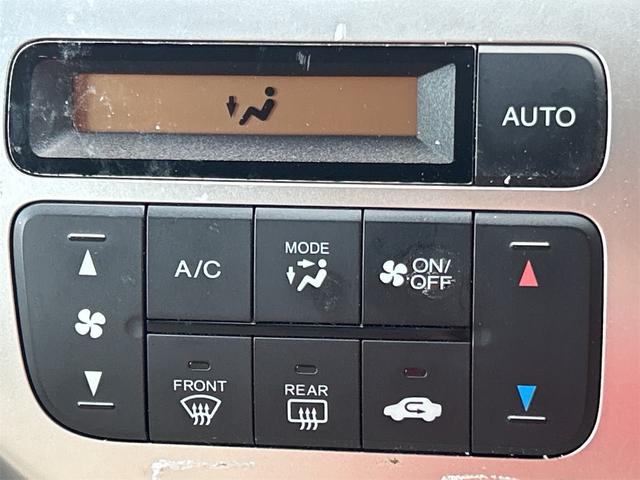 AUTO
A/C
MODE
ON/
OFF
FRONT
REAR